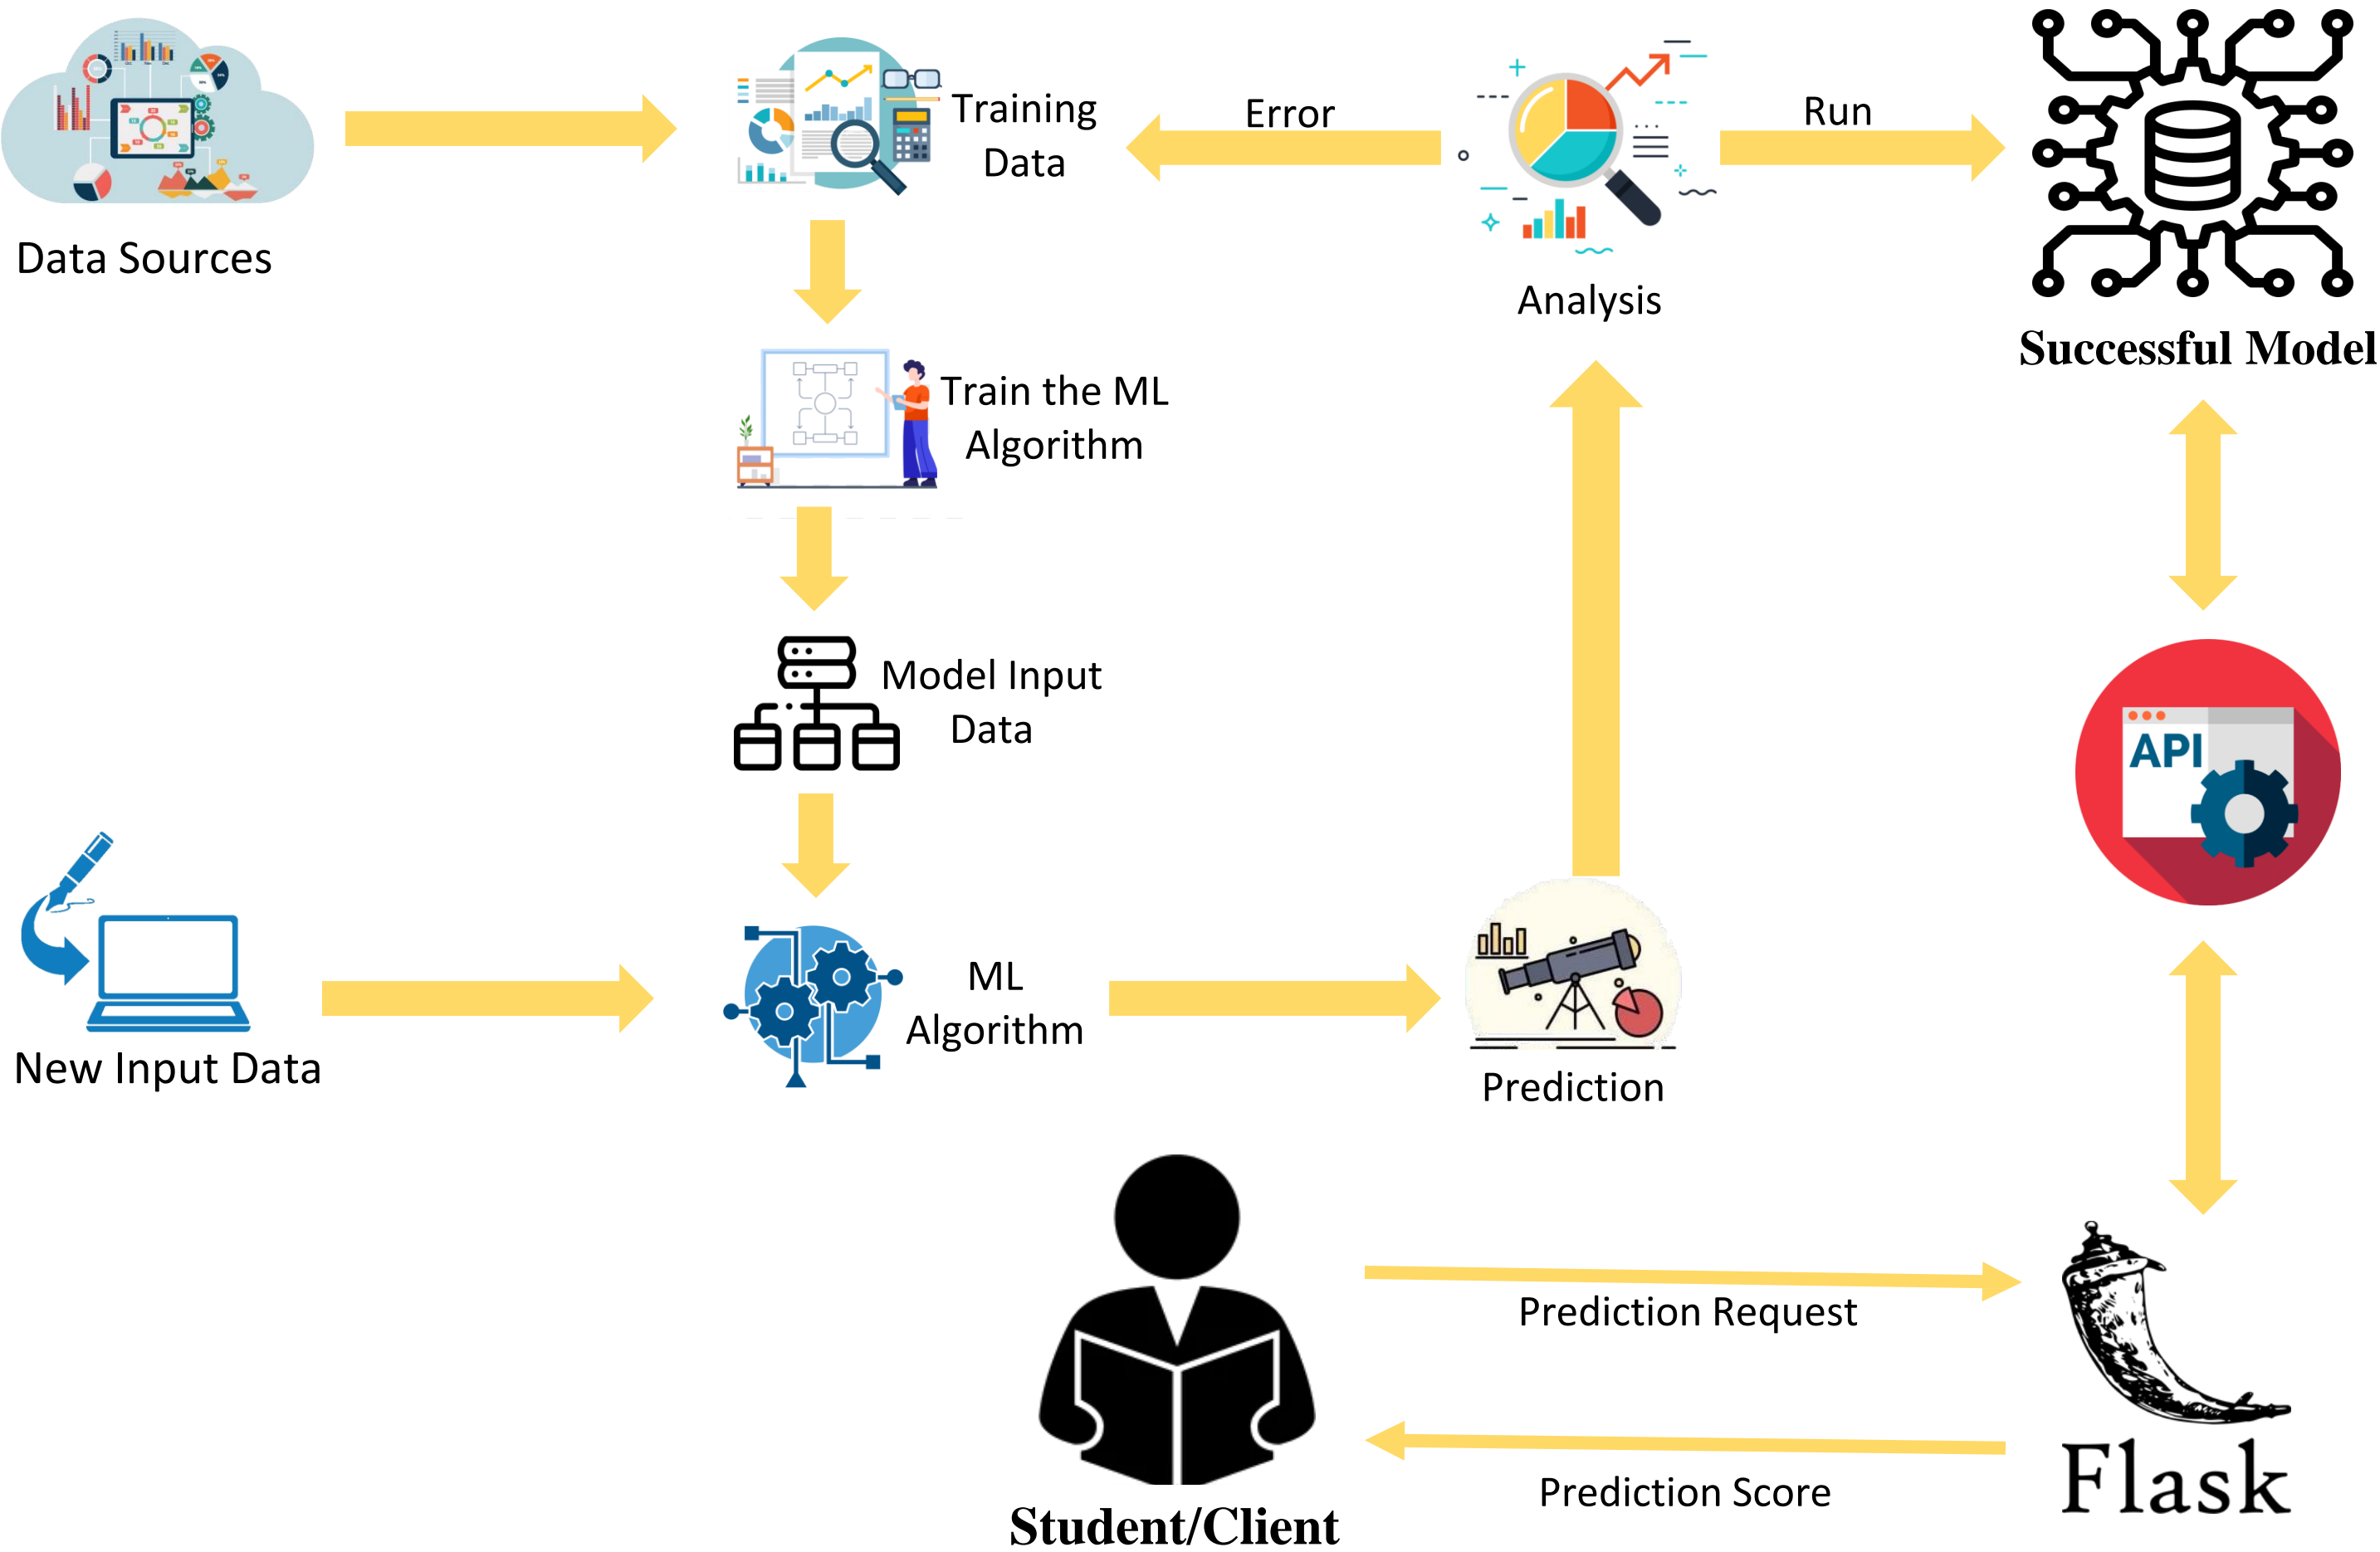 Data Sources
Training
Data
Error
Run
Analysis
Successful Model
Train the ML
Algorithm
Model Input
Data
API
New Input Data
ML
Algorithm
Prediction
Prediction Request
Prediction Score
Flask
Student/Client